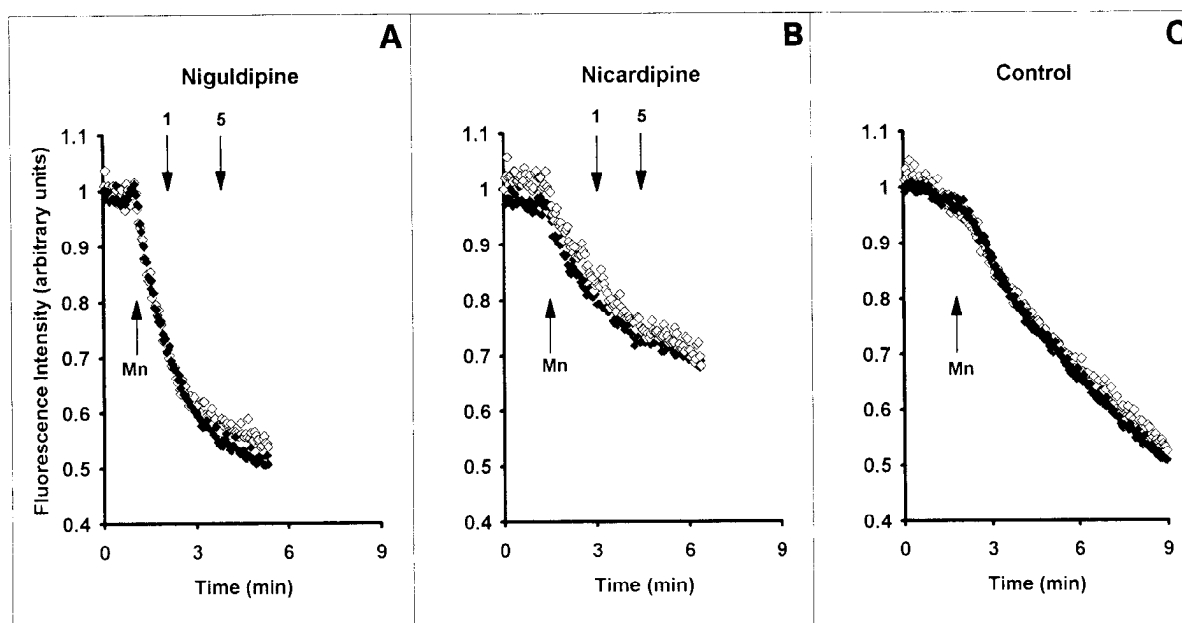 A
Niguldipine
1 5
Fluorescence Intensity (arbitrary units)
1.1
1
0.9
0.8
0.7
0.6
0.5
0.4
Mn
0 3 6 9
Time (min)
B
Nicardipine
1 5
1.1
1
0.9
0.8
0.7
0.6
0.5
0.4
Mn
0 3 6 9
Time (min)
C
Control
1.1
1
0.9
0.8
0.7
0.6
0.5
0.4
Mn
0 3 6 9
Time (min)